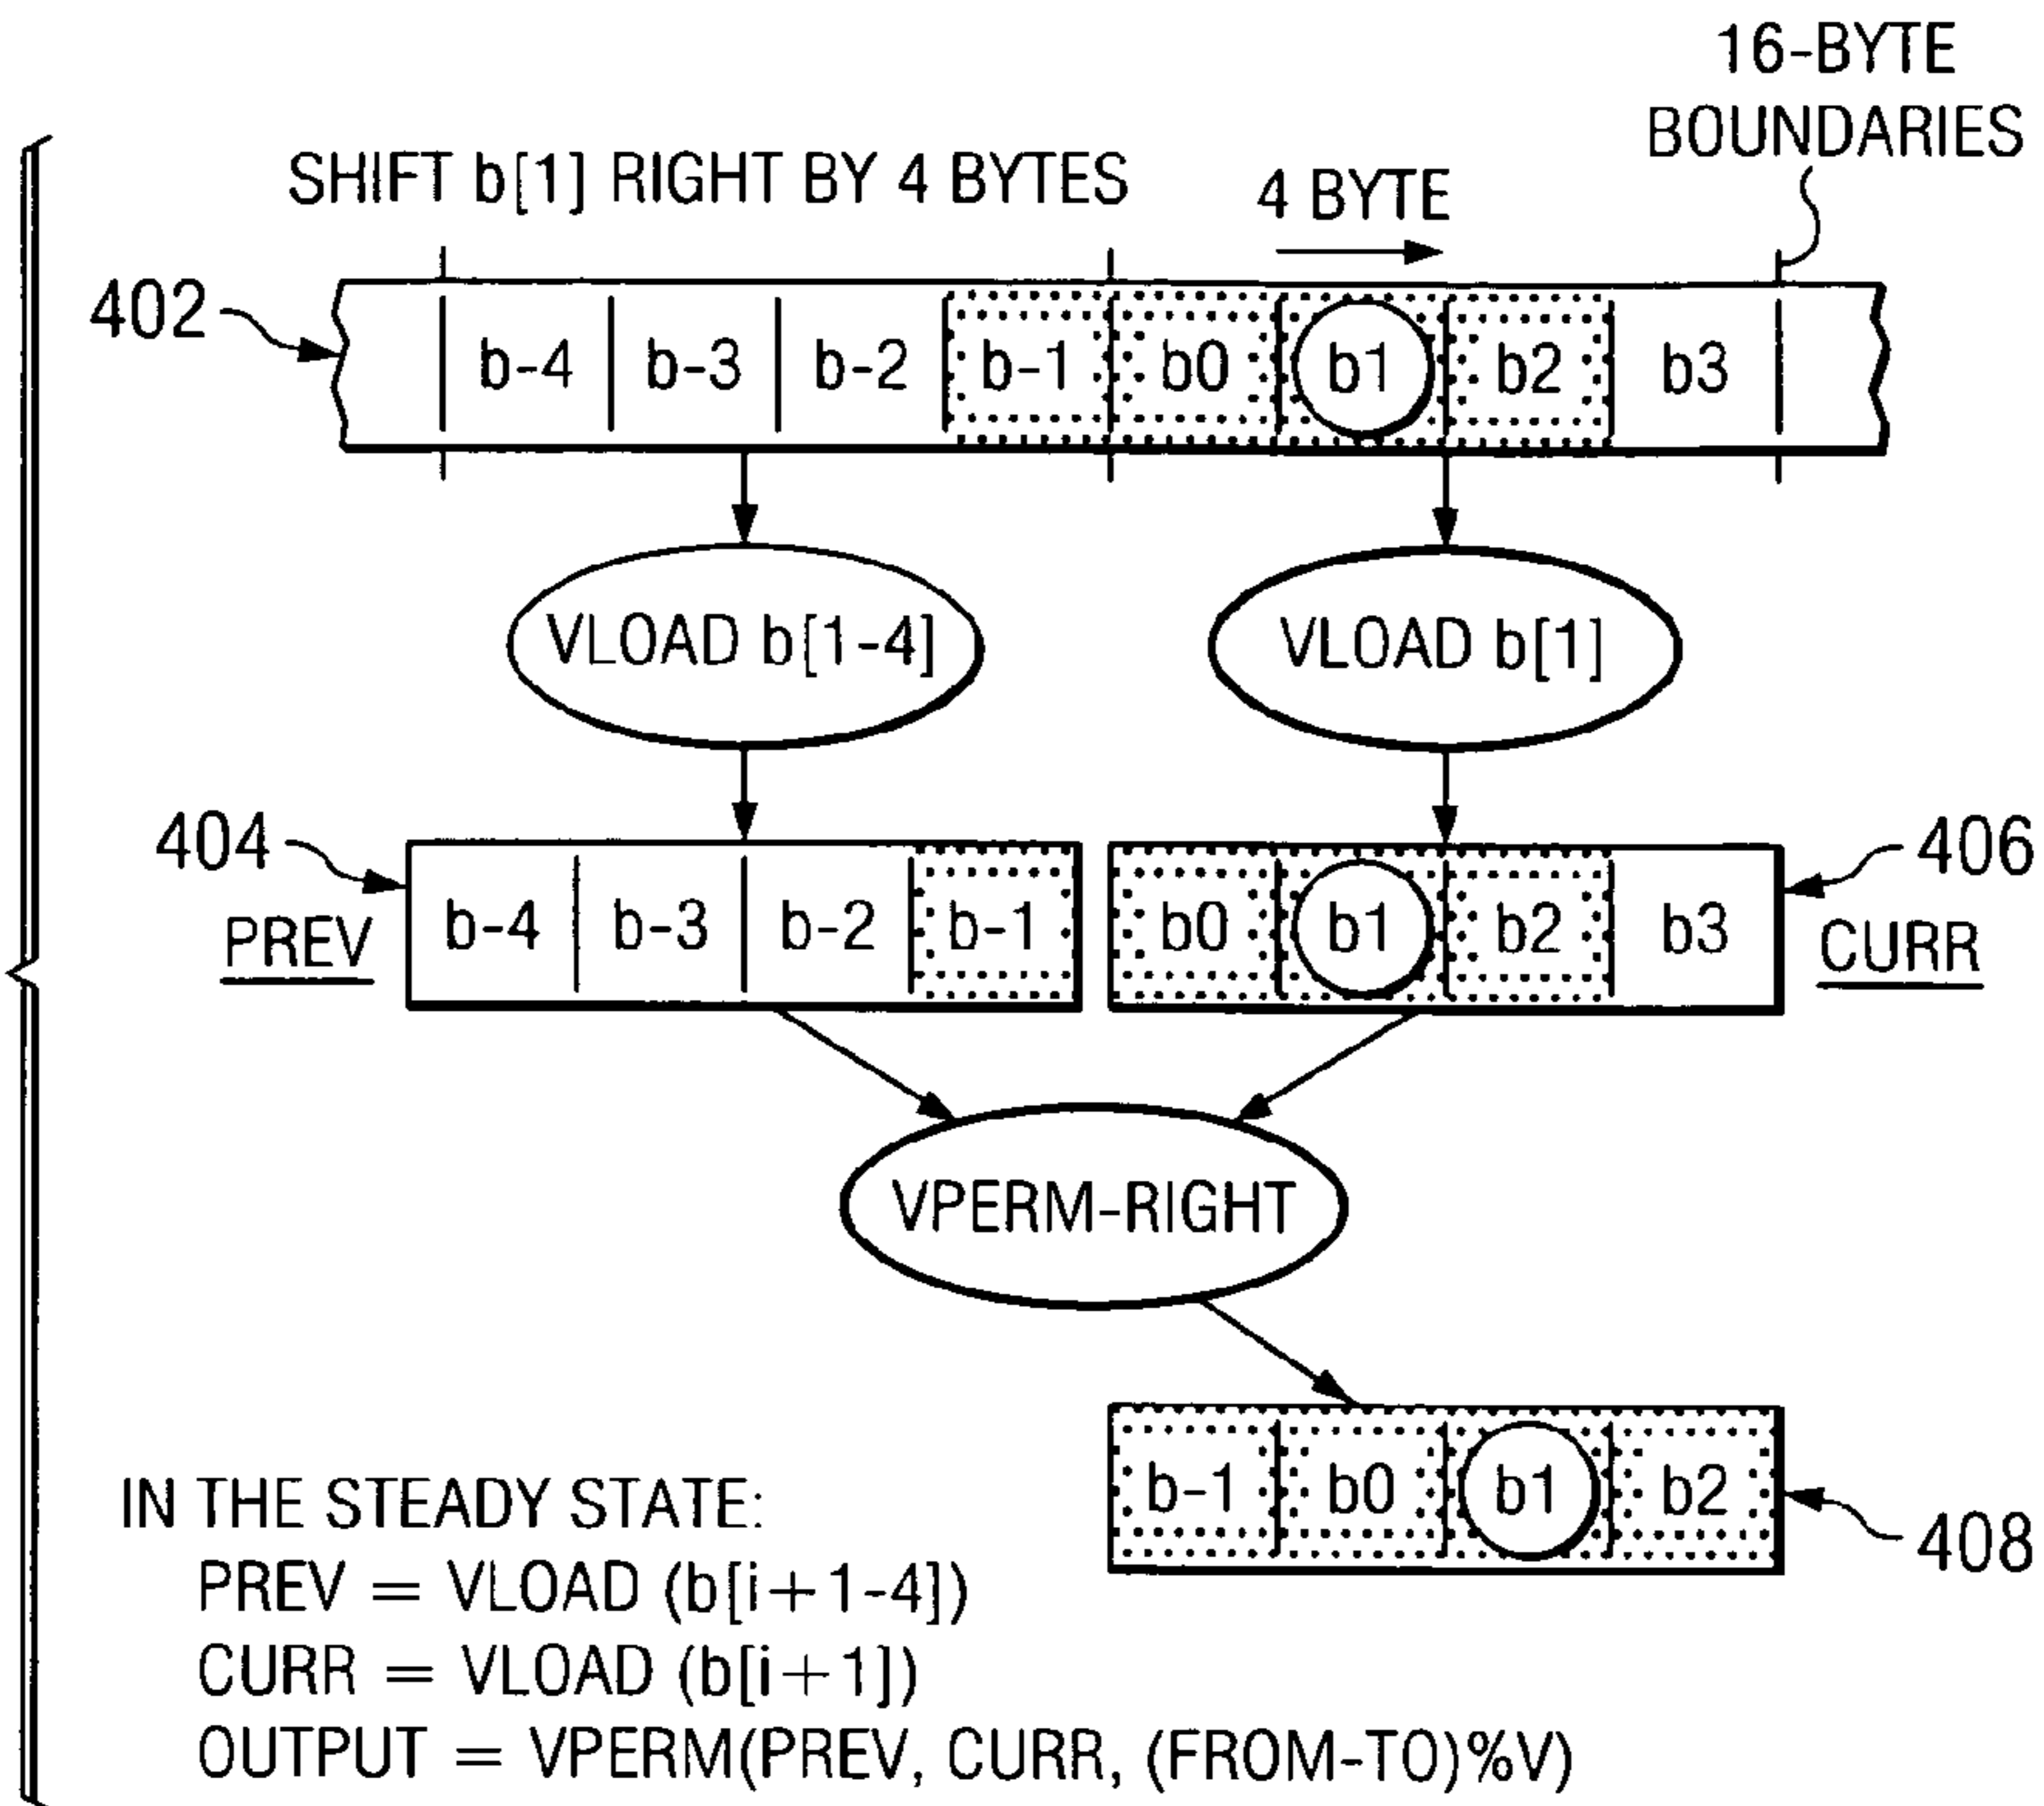 16-BYTE
BOUNDARIES
SHIFT b[1] RIGHT BY 4 BYTES
4 BYTE
402
b-4 b-3 b-2 b-1 b0 b1 b2 b3
VLOAD b[1-4]
VLOAD b[1]
404
406
PREV
b-4 b-3 b-2 b-1
b0 b1 b2 b3
CURR
VPERM-RIGHT
b-1 b0 b1 b2
408
IN THE STEADY STATE:
PREV = VLOAD (b[i+1-4])
CURR = VLOAD (b[i+1])
OUTPUT = VPERM(PREV, CURR, (FROM-TO)%V)